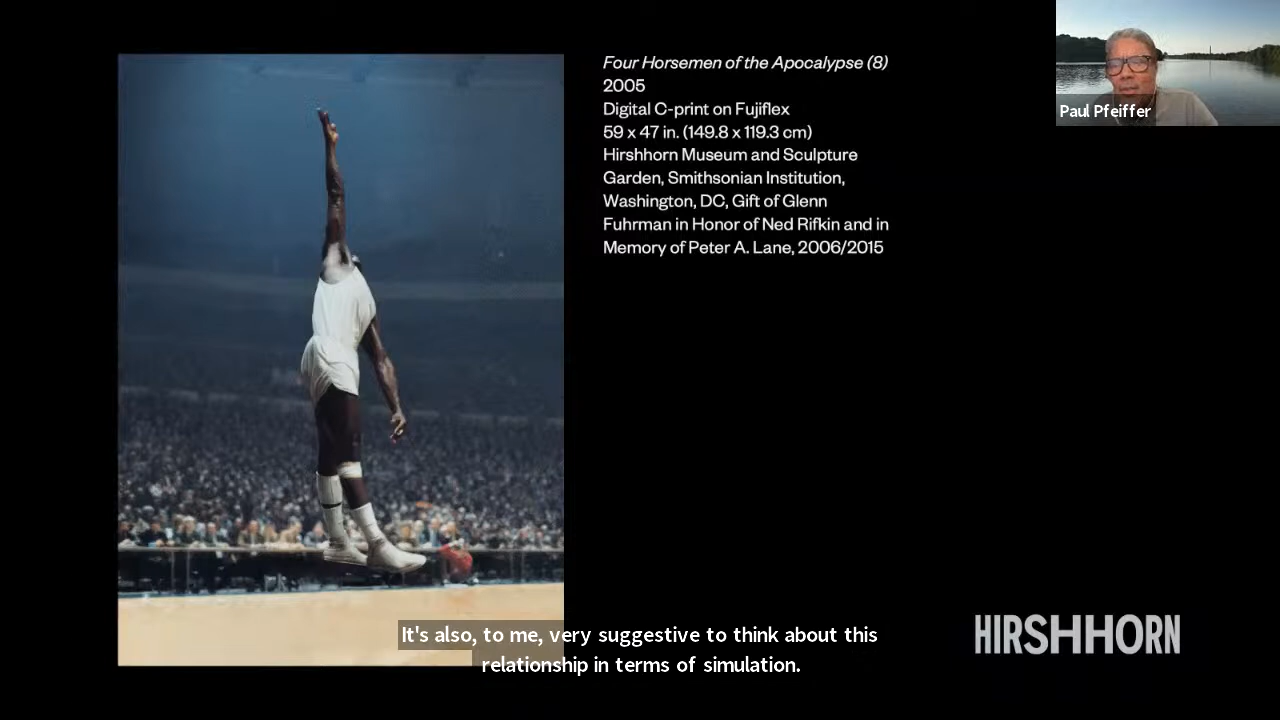 Four Horsemen of the Apocalypse (8)
2005
Digital C-print on Fujiflex
59 x 47 in. (149.8 x 119.3 cm)
Hirshhorn Museum and Sculpture
Garden, Smithsonian Institution,
Washington, DC, Gift of Glenn
Fuhrman in Honor of Ned Rifkin and in
Memory of Peter A. Lane, 2006/2015
Paul Pfeiffer
It's also, to me, very suggestive to think about this
relationship in terms of simulation.
HIRSHHORN